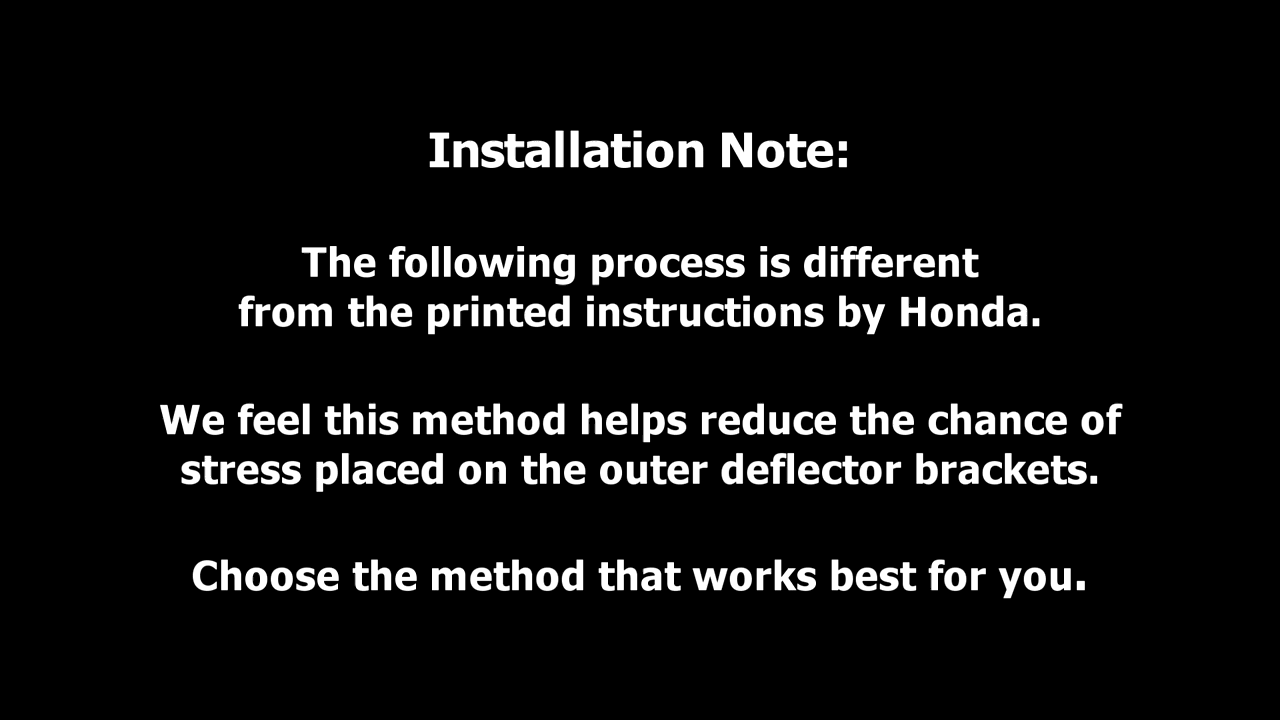 Installation Note:
The following process is different
from the printed instructions by Honda.
We feel this method helps reduce the chance of
stress placed on the outer deflector brackets.
Choose the method that works best for you.